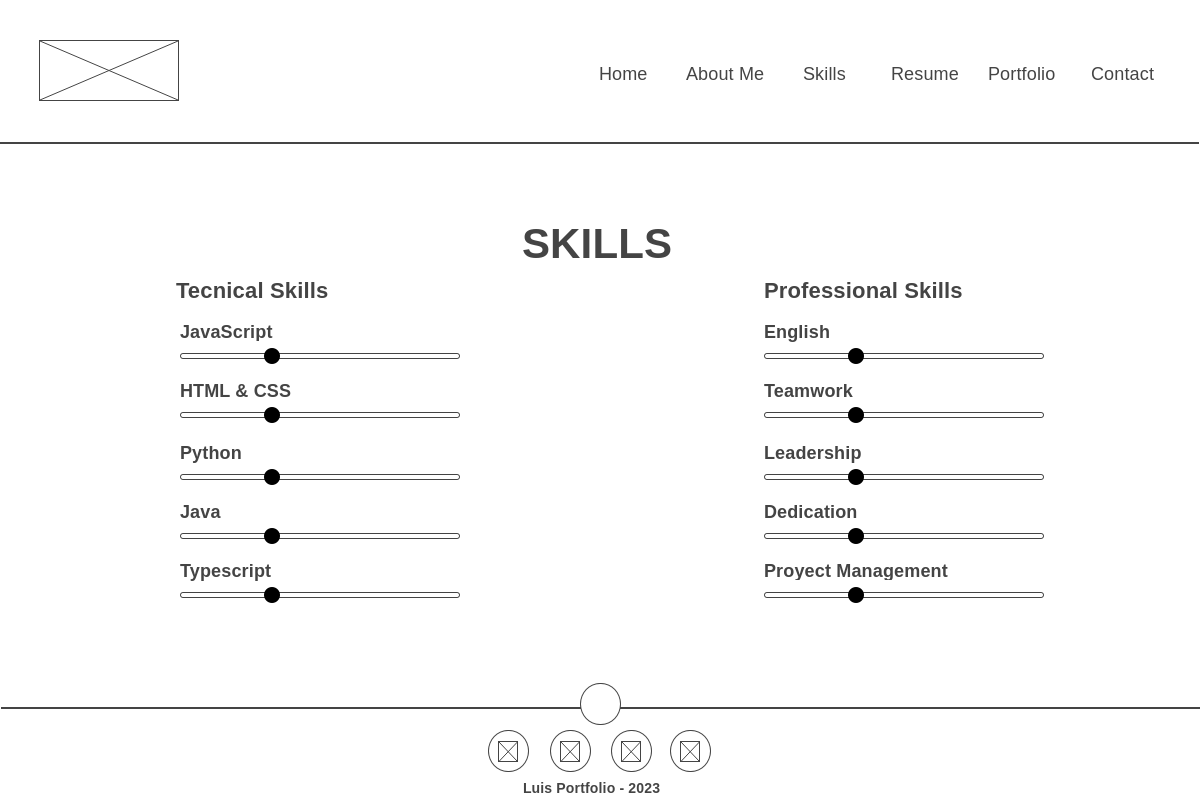 Home About Me Skills Resume Portfolio Contact
SKILLS
Tecnical Skills
JavaScript
HTML & CSS
Python
Java
Typescript
Professional Skills
English
Teamwork
Leadership
Dedication
Proyect Management
Luis Portfolio - 2023